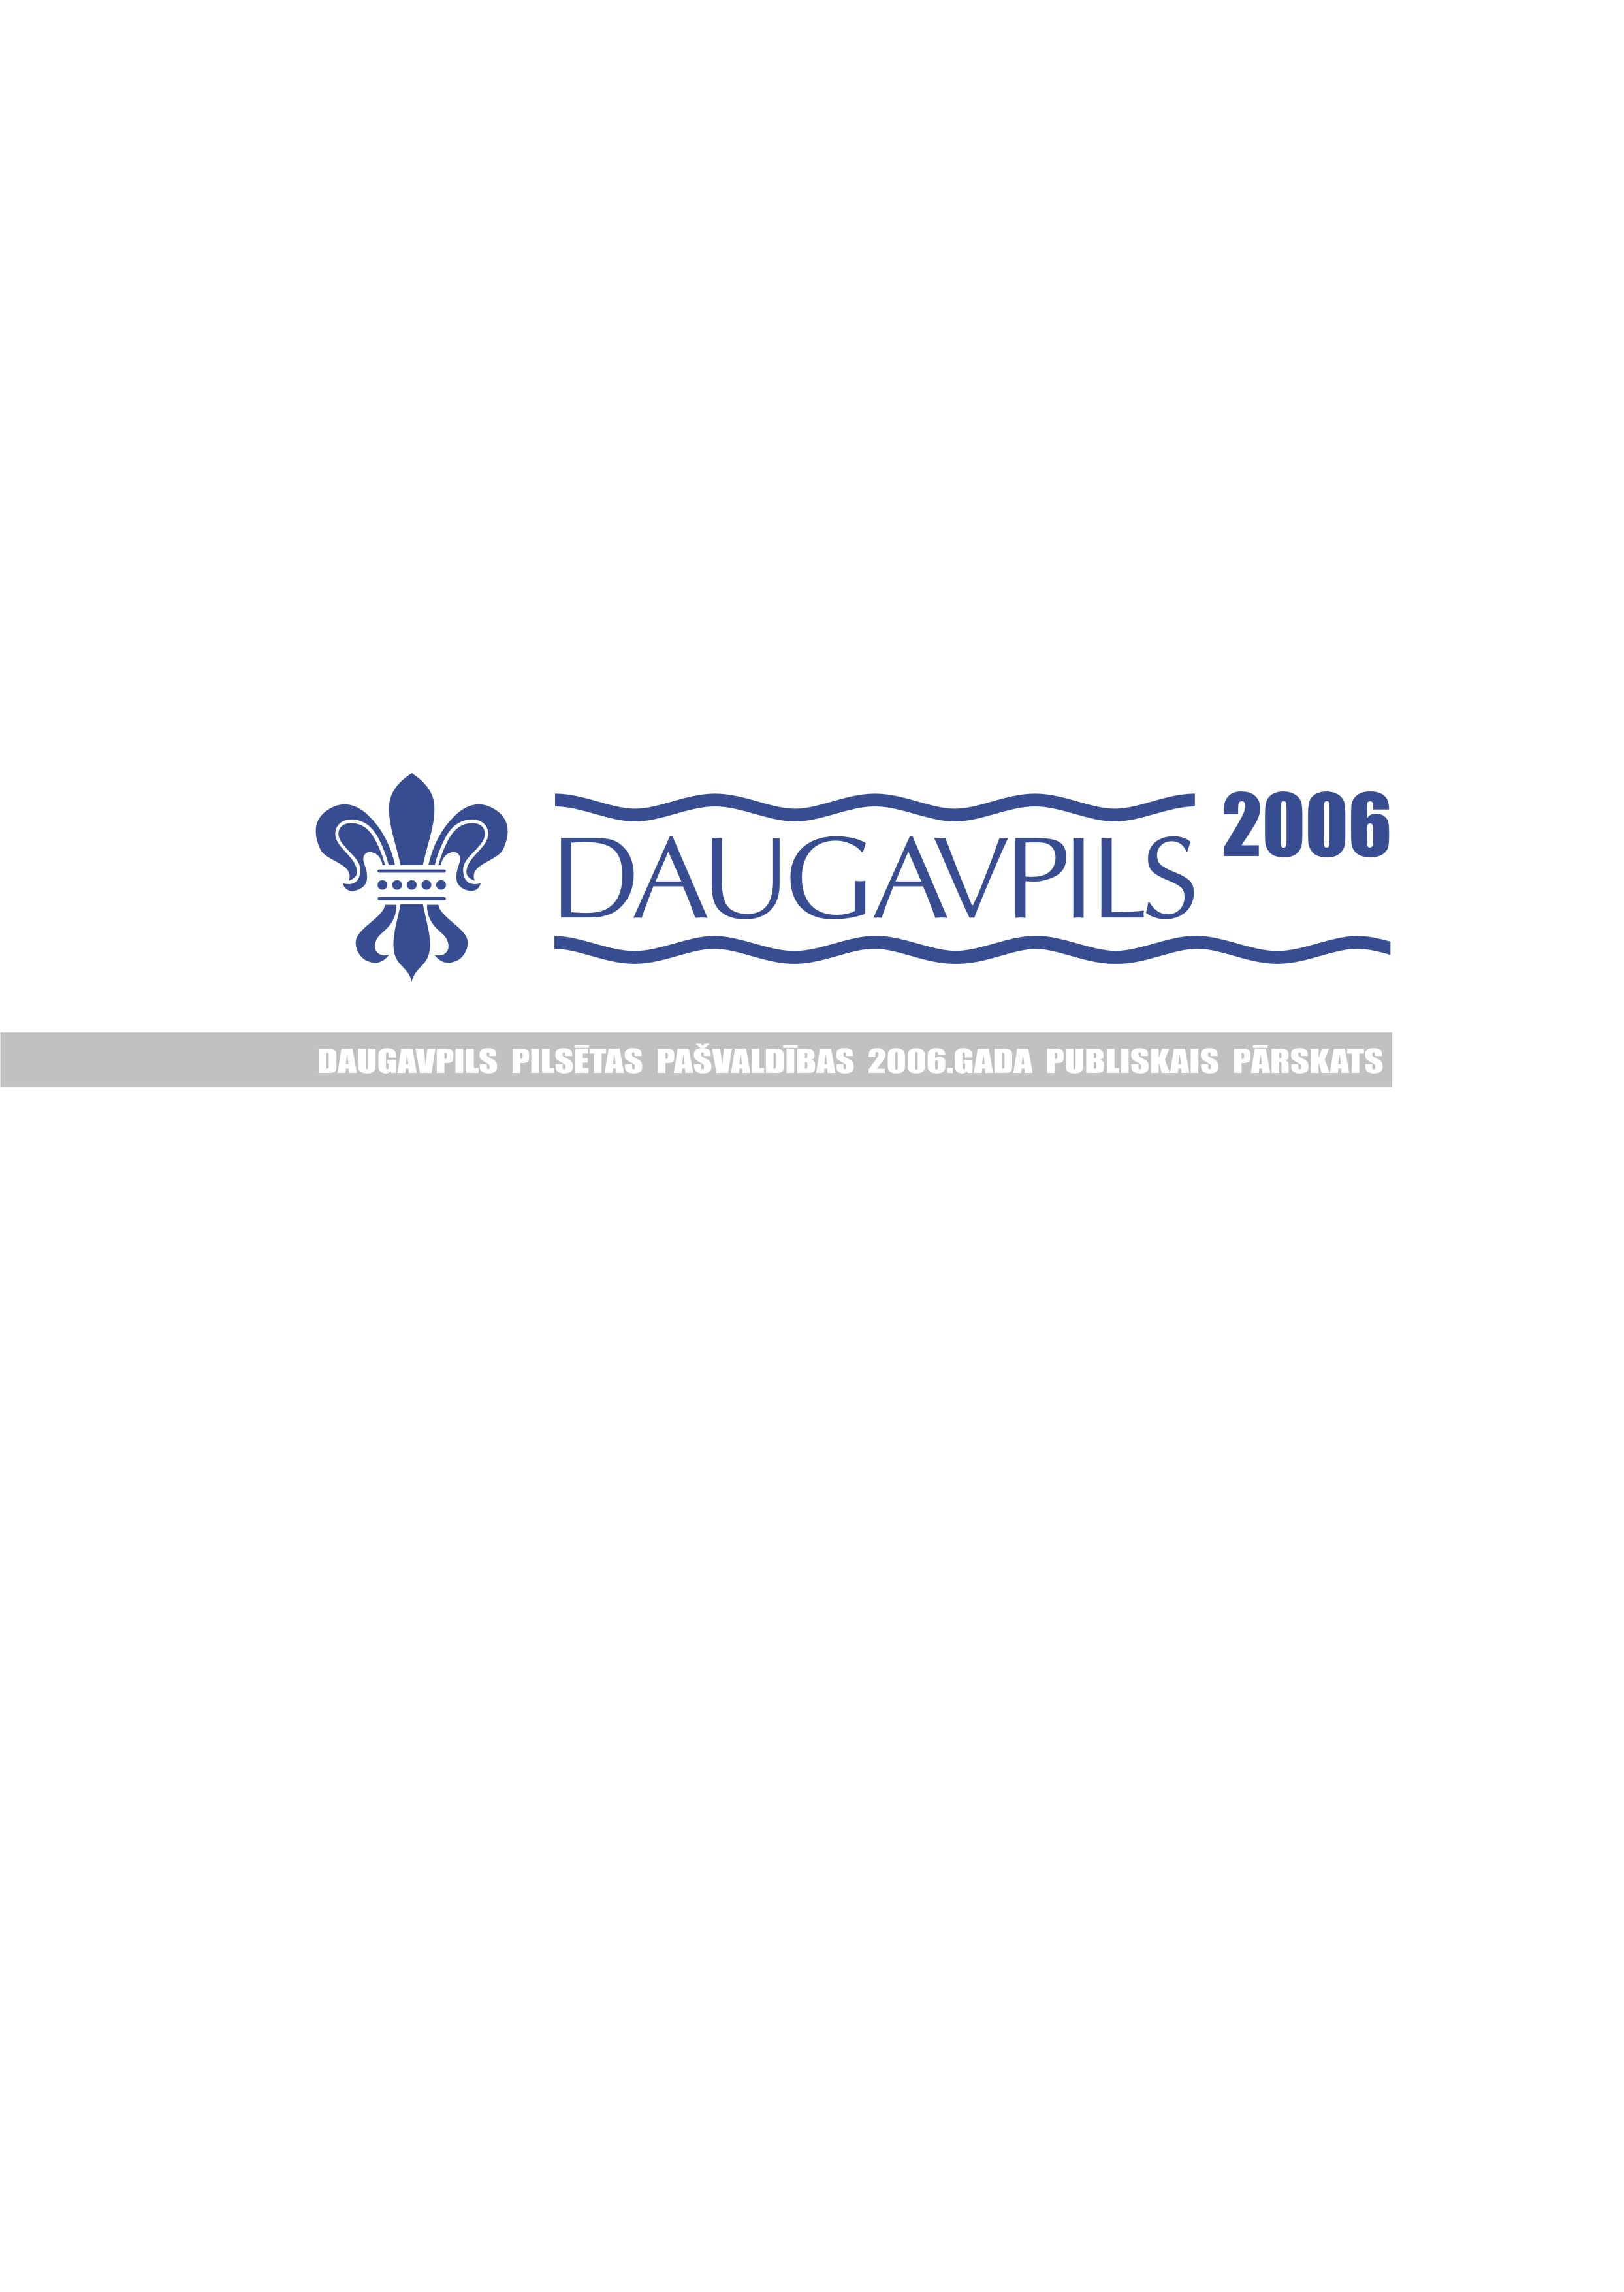 2006
DAUGAVPILS
DAUGAVPILS PILSĒTAS PAŠVALDĪBAS 2006.GADA PUBLISKAIS PĀRSKATS